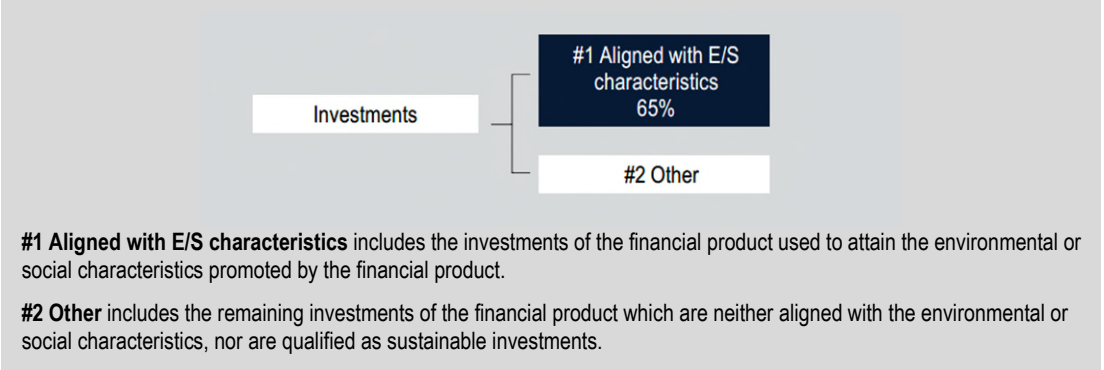 #1 Aligned with E/S
characteristics
65%
Investments
#2 Other
#1 Aligned with E/S characteristics includes the investments of the financial product used to attain the environmental or
social characteristics promoted by the financial product.
#2 Other includes the remaining investments of the financial product which are neither aligned with the environmental or
social characteristics, nor are qualified as sustainable investments.